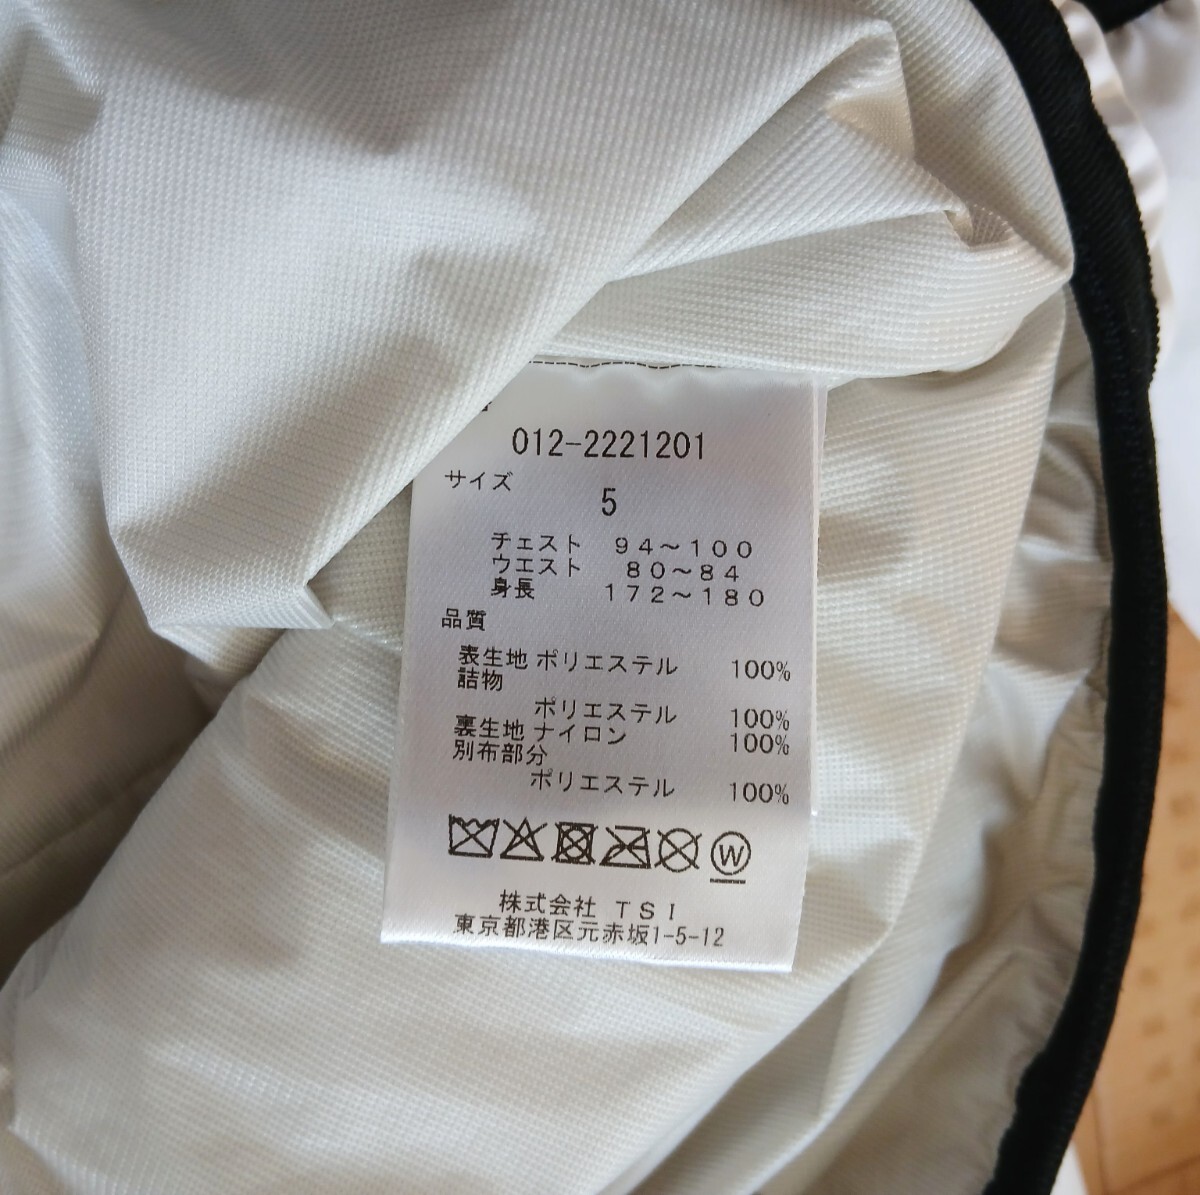 012-2221201
サイズ
5
チェスト 94～100
ウエスト 80～84
身長 172～180
品質
表生地 ポリエステル 100%
詰物
ポリエステル 100%
裏生地 ナイロン 100%
別布部分
ポリエステル 100%
W
株式会社 TSI
東京都港区元赤坂1-5-12